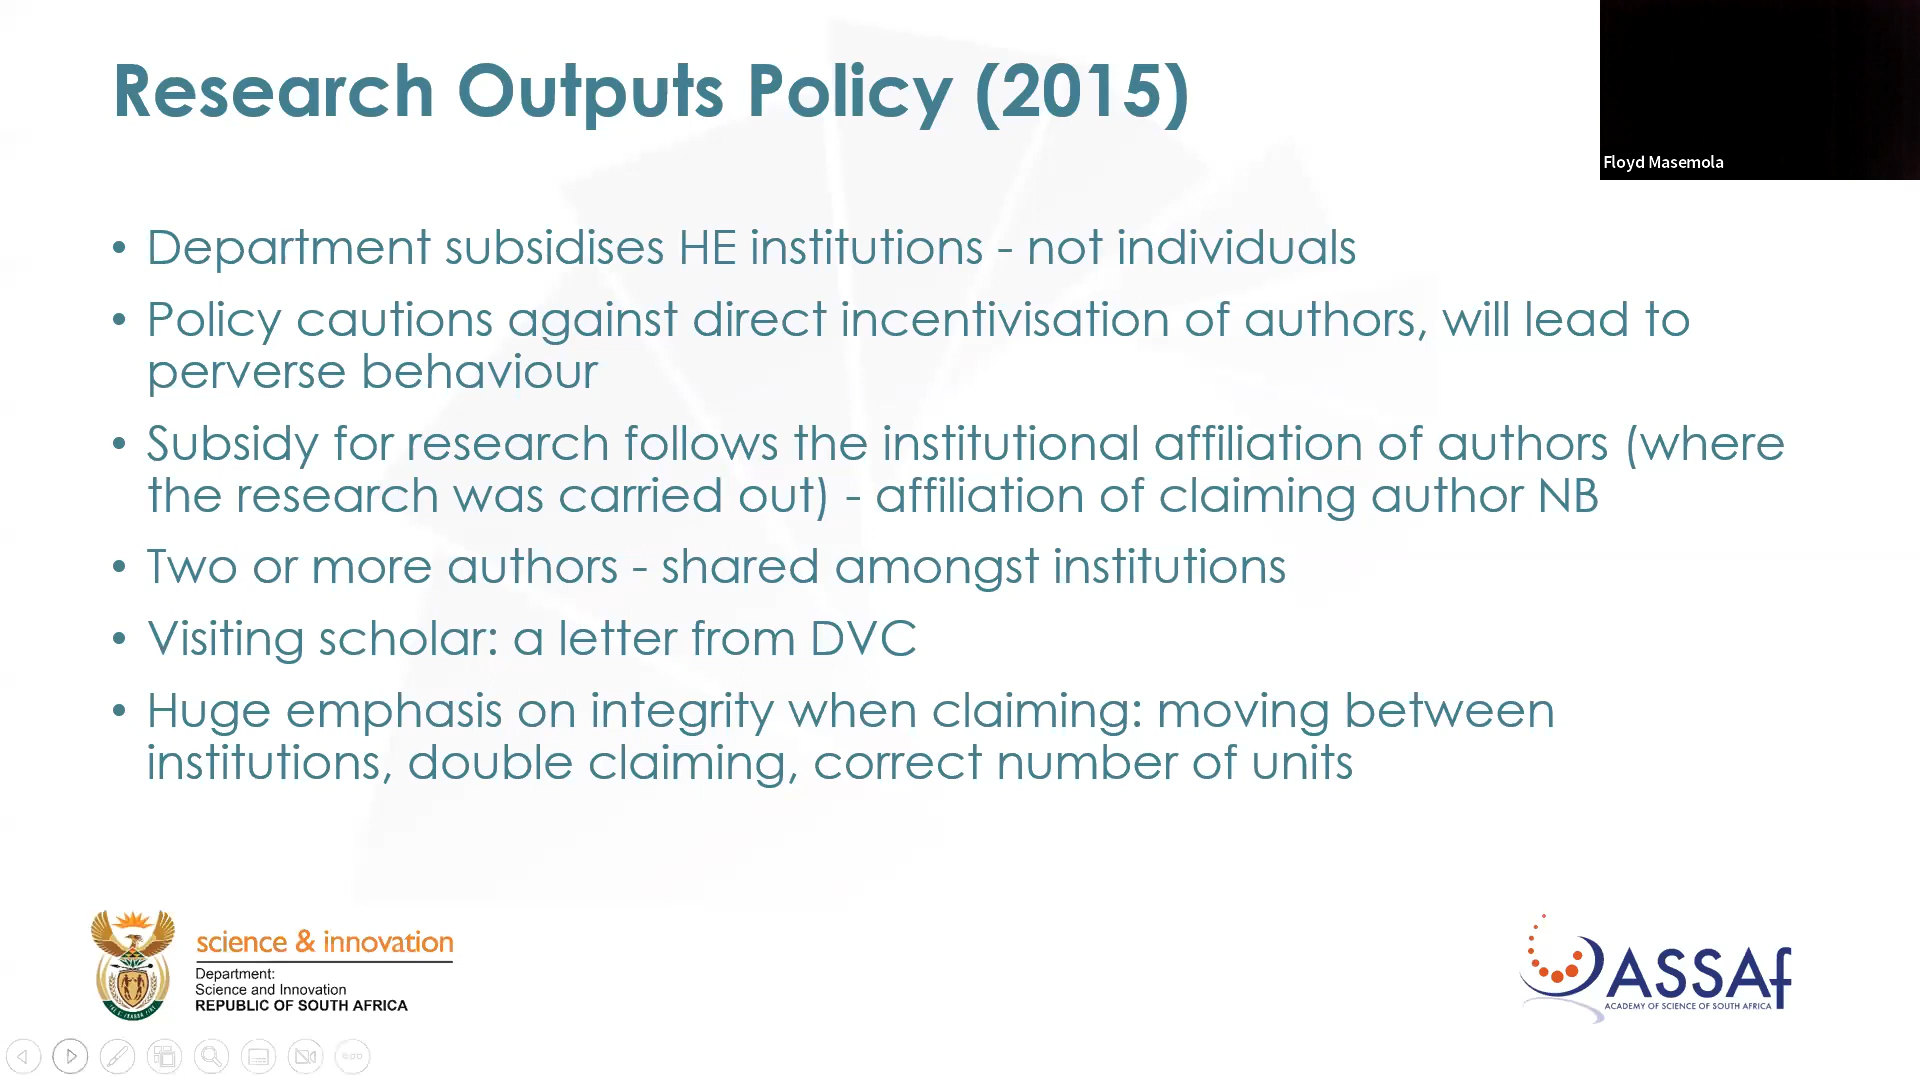 Research Outputs Policy (2015)
Floyd Masemola
• Department subsidises HE institutions - not individuals
• Policy cautions against direct incentivisation of authors, will lead to
perverse behaviour
• Subsidy for research follows the institutional affiliation of authors (where
the research was carried out) - affiliation of claiming author NB
• Two or more authors - shared amongst institutions
• Visiting scholar: a letter from DVC
• Huge emphasis on integrity when claiming: moving between
institutions, double claiming, correct number of units
science & innovation
Department:
Science and Innovation
REPUBLIC OF SOUTH AFRICA
ASSAf
ACADEMY OF SCIENCE OF SOUTH AFRICA